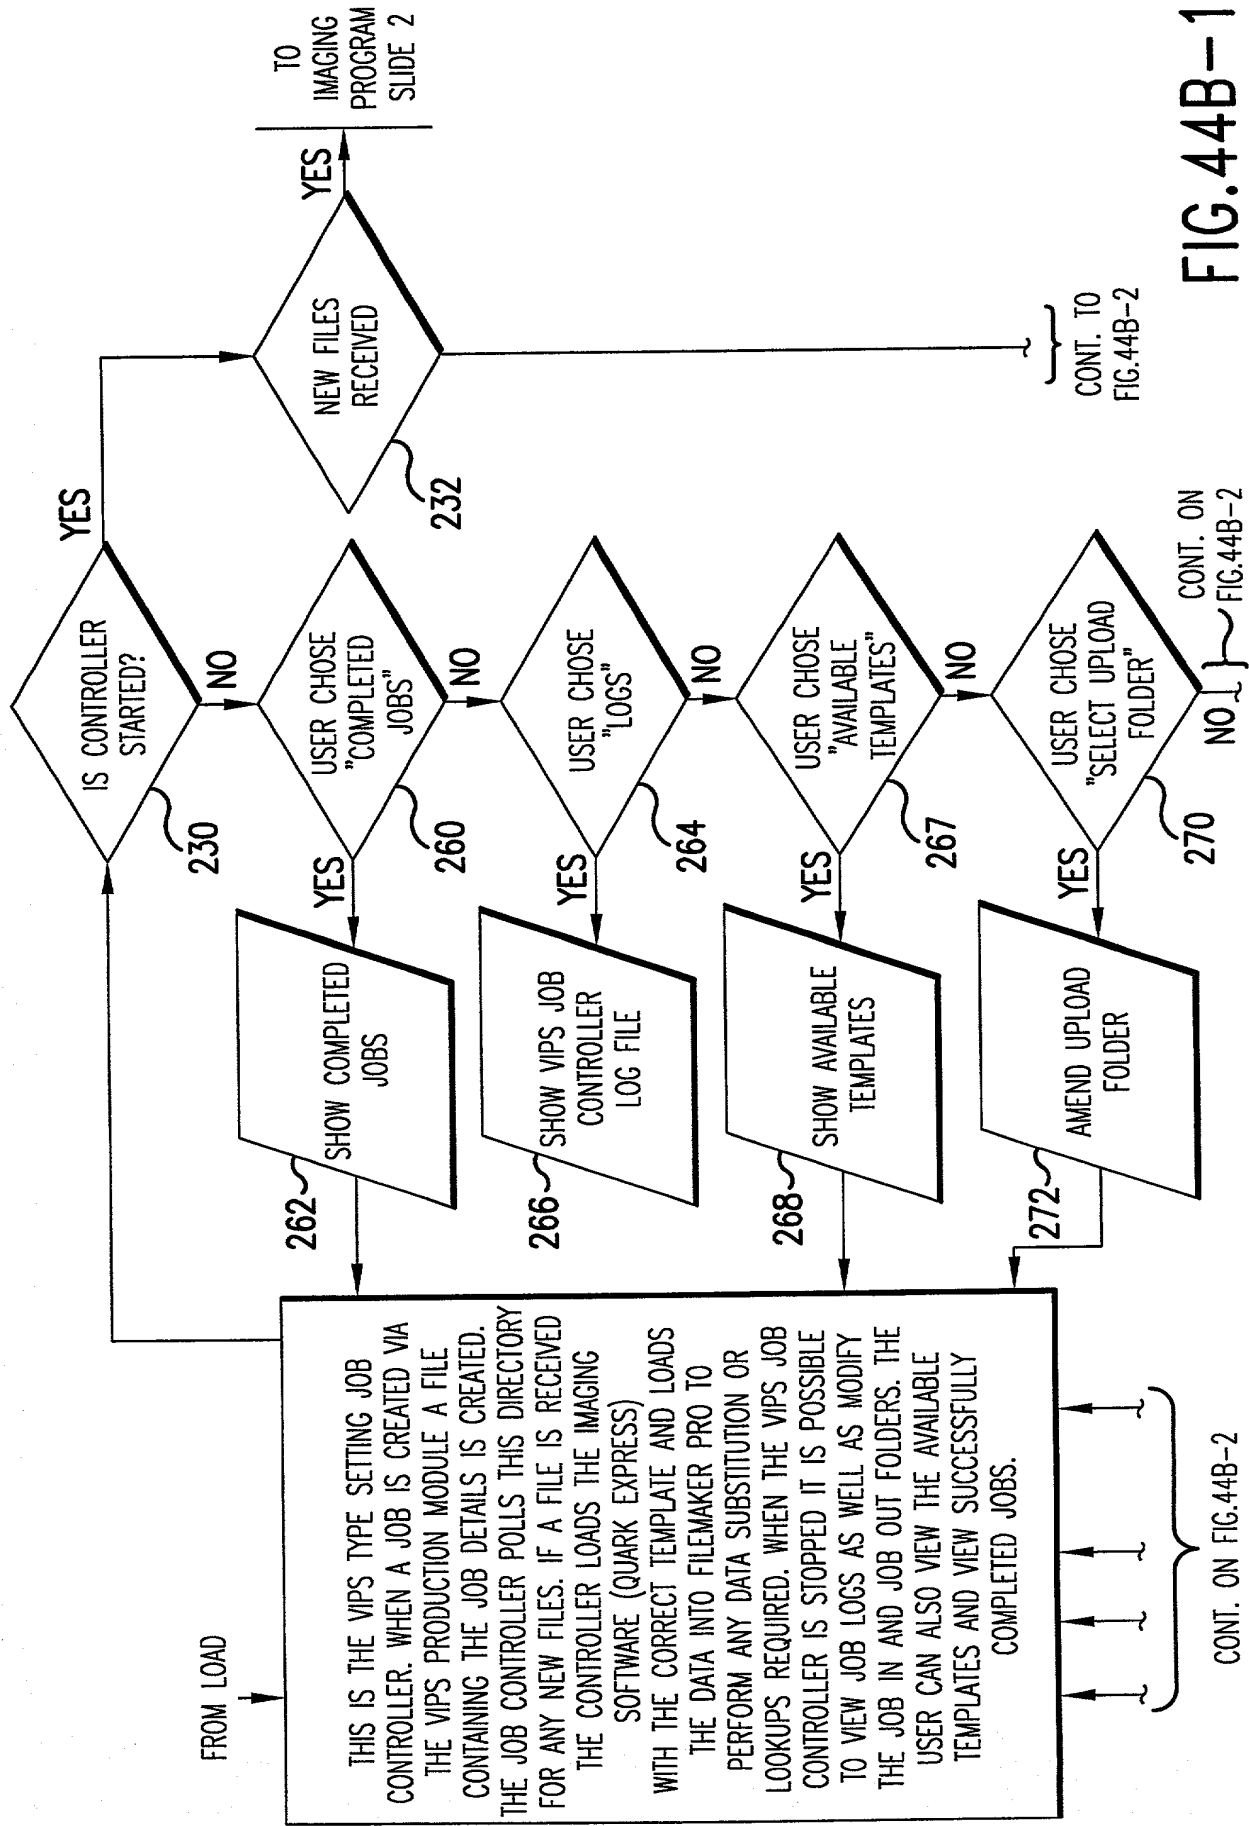 FROM LOAD
THIS IS THE VIPS TYPE SETTING JOB
CONTROLLER. WHEN A JOB IS CREATED VIA
THE VIPS PRODUCTION MODULE A FILE
CONTAINING THE JOB DETAILS IS CREATED.
THE JOB CONTROLLER POLLS THIS DIRECTORY
FOR ANY NEW FILES. IF A FILE IS RECEIVED
THE CONTROLLER LOADS THE IMAGING
SOFTWARE (QUARK EXPRESS)
WITH THE CORRECT TEMPLATE AND LOADS
THE DATA INTO FILEMAKER PRO TO
PERFORM ANY DATA SUBSTITUTION OR
LOOKUPS REQUIRED. WHEN THE VIPS JOB
CONTROLLER IS STOPPED IT IS POSSIBLE
TO VIEW JOB LOGS AS WELL AS MODIFY
THE JOB IN AND JOB OUT FOLDERS. THE
USER CAN ALSO VIEW THE AVAILABLE
TEMPLATES AND VIEW SUCCESSFULLY
COMPLETED JOBS.
CONT. ON FIG.44B-2
IS CONTROLLER
STARTED?
230
YES
NO
NEW FILES
RECEIVED
232
YES
TO
IMAGING
PROGRAM
SLIDE 2
CONT. TO
FIG.44B-2
USER CHOSE
"COMPLETED
JOBS"
260
YES
NO
SHOW COMPLETED
JOBS
262
USER CHOSE
"LOGS"
264
YES
NO
SHOW VIPS JOB
CONTROLLER
LOG FILE
266
USER CHOSE
"AVAILABLE
TEMPLATES"
267
YES
NO
SHOW AVAILABLE
TEMPLATES
268
USER CHOSE
"SELECT UPLOAD
FOLDER"
270
YES
NO
AMEND UPLOAD
FOLDER
272
CONT. ON
FIG.44B-2
FIG.44B-1